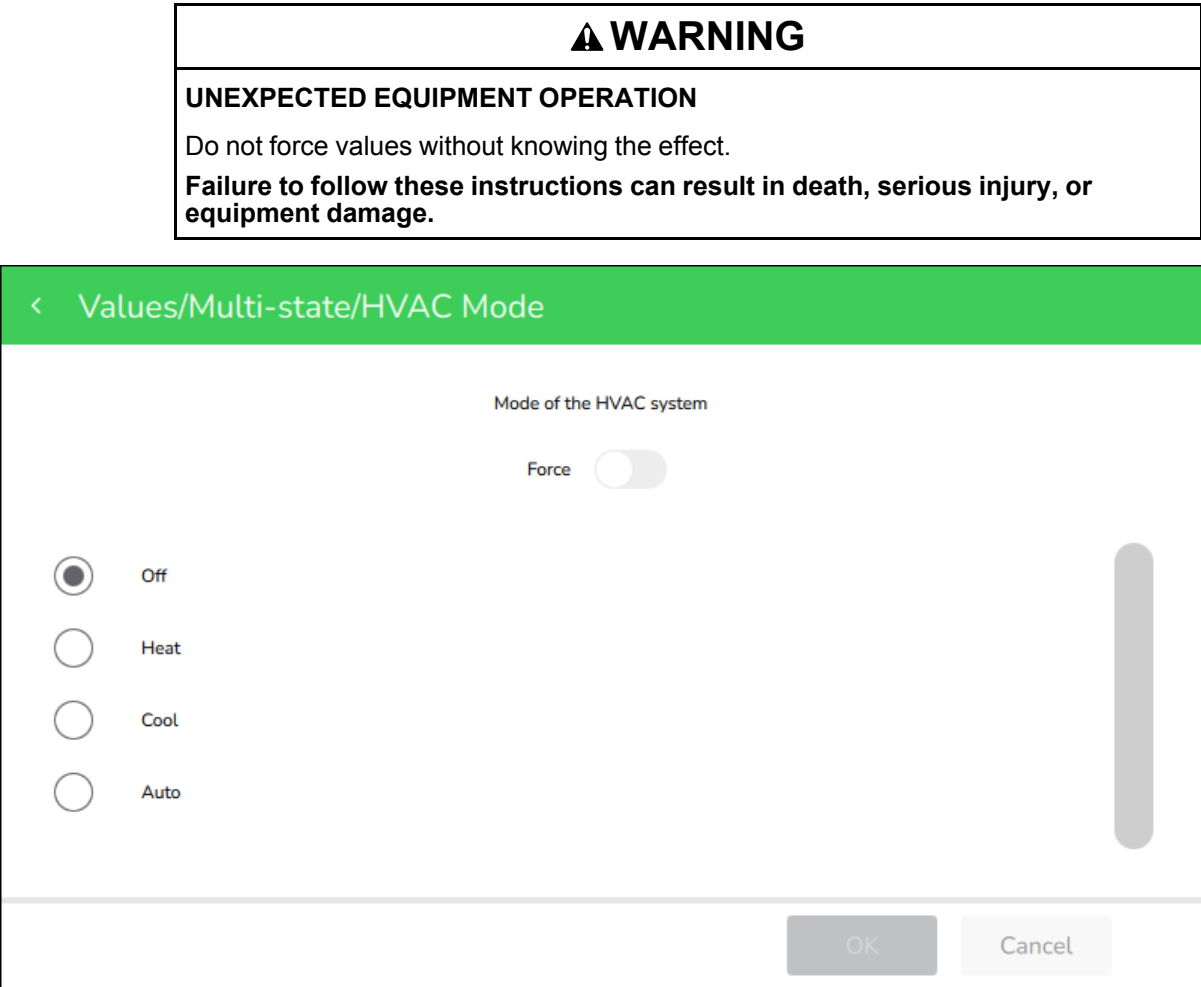 WARNING
UNEXPECTED EQUIPMENT OPERATION
Do not force values without knowing the effect.
Failure to follow these instructions can result in death, serious injury, or
equipment damage.
< Values/Multi-state/HVAC Mode
Mode of the HVAC system
Force
Off
Heat
Cool
Auto
OK Cancel